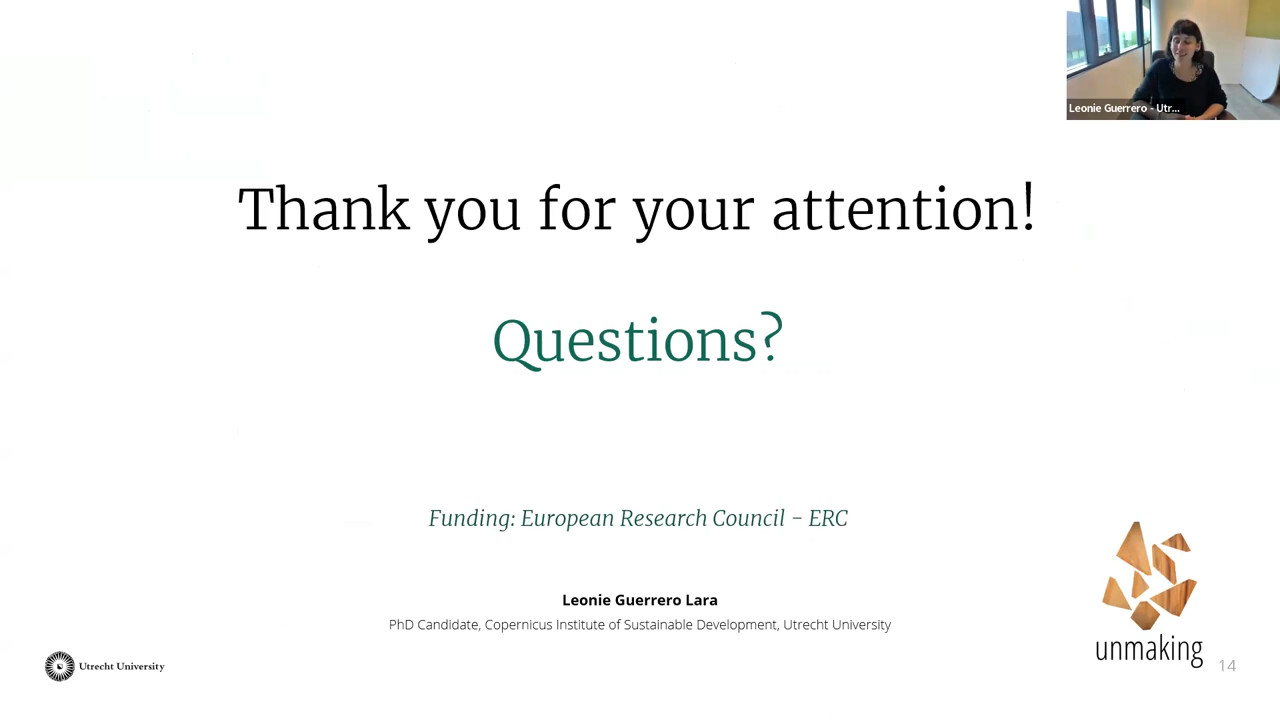 Leonie Guerrero - Utr...
Thank you for your attention!
Questions?
Funding: European Research Council - ERC
Leonie Guerrero Lara
PhD Candidate, Copernicus Institute of Sustainable Development, Utrecht University
Utrecht University
unmaking
14